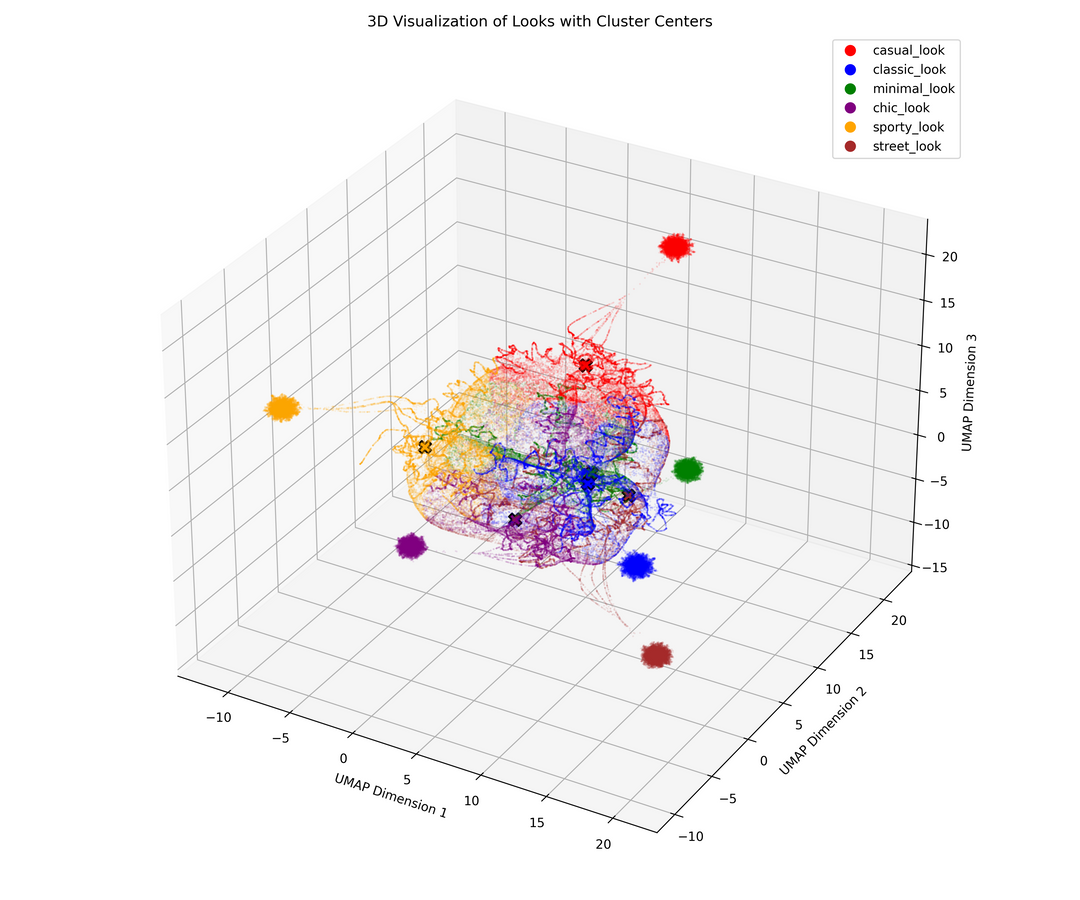 3D Visualization of Looks with Cluster Centers
casual_look
classic_look
minimal_look
chic_look
sporty_look
street_look
20
15
10
5
0
−5
−10
−15
UMAP Dimension 3
20
15
10
5
0
−5
−10
UMAP Dimension 2
−10
−5
0
5
10
15
20
UMAP Dimension 1